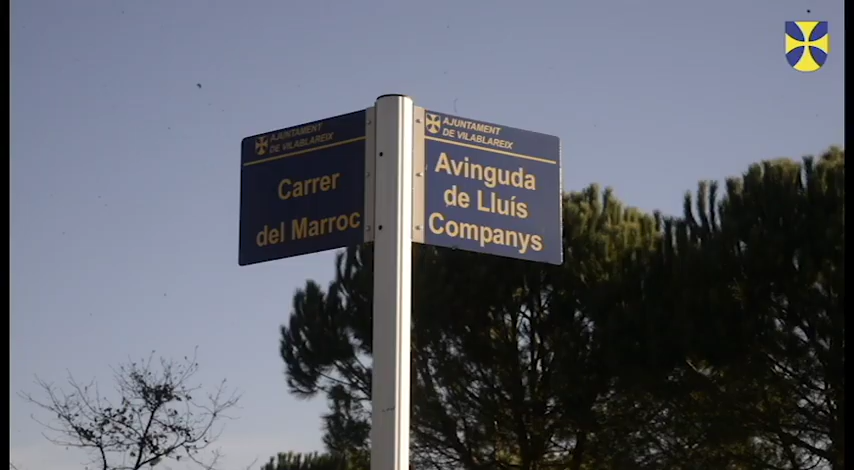 AJUNTAMENT
DE VILABLAREIX
Carrer
del Marroc
AJUNTAMENT
DE VILABLAREIX
Avinguda
de Lluís
Companys